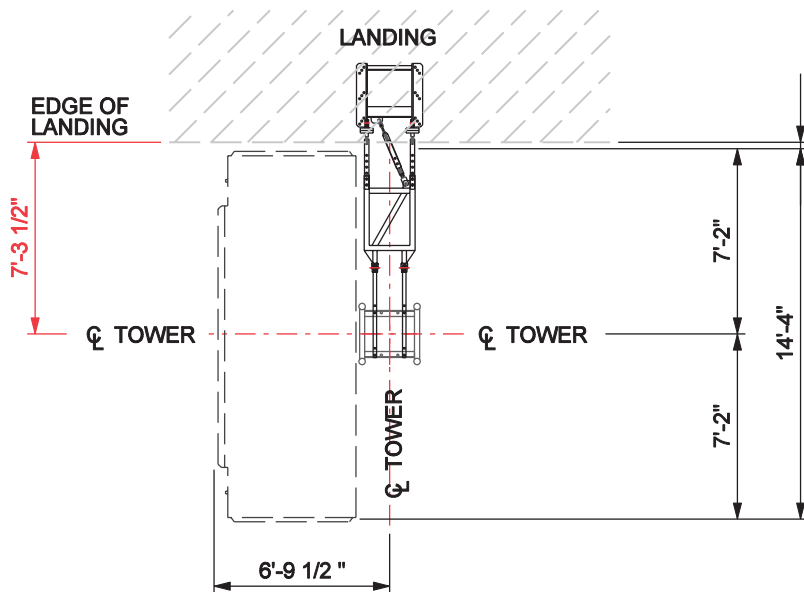 LANDING
EDGE OF
LANDING
7'-3 1/2"
7'-2"
14'-4"
℄ TOWER
℄ TOWER
℄ TOWER
7'-2"
6'-9 1/2 "